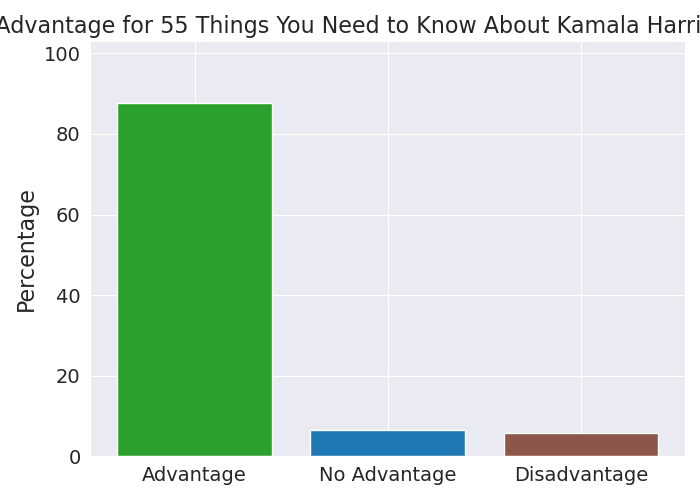 Advantage for 55 Things You Need to Know About Kamala Harri
100
80
60
40
20
0
Percentage
Advantage No Advantage Disadvantage